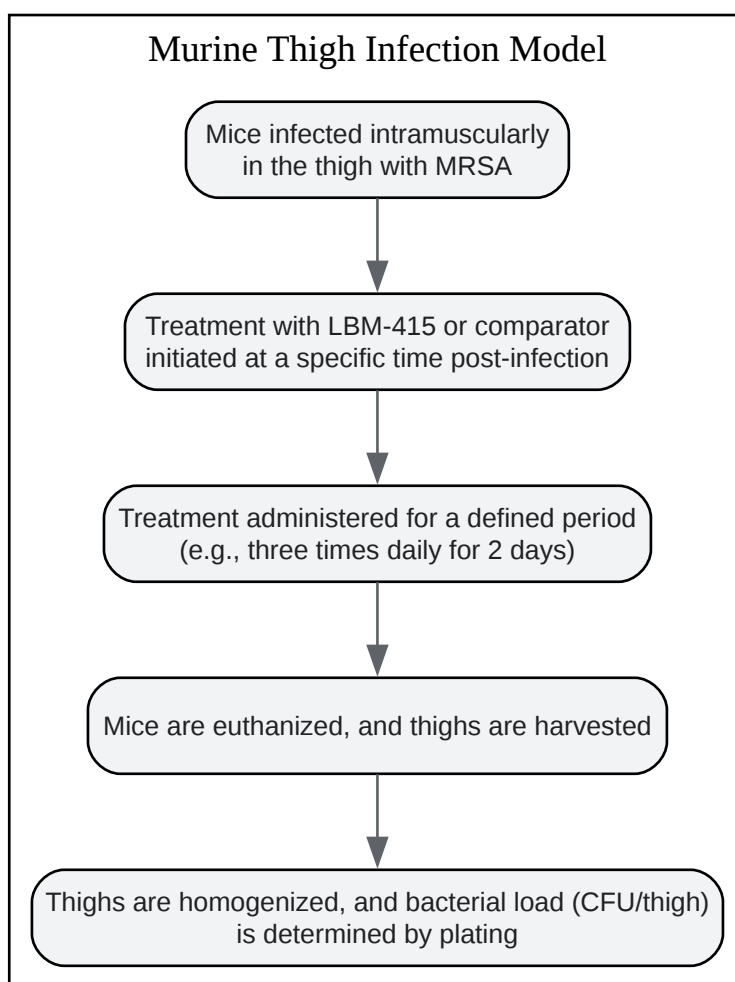 Murine Thigh Infection Model
Mice infected intramuscularly
in the thigh with MRSA
Treatment with LBM-415 or comparator
initiated at a specific time post-infection
Treatment administered for a defined period
(e.g., three times daily for 2 days)
Mice are euthanized, and thighs are harvested
Thighs are homogenized, and bacterial load (CFU/thigh)
is determined by plating